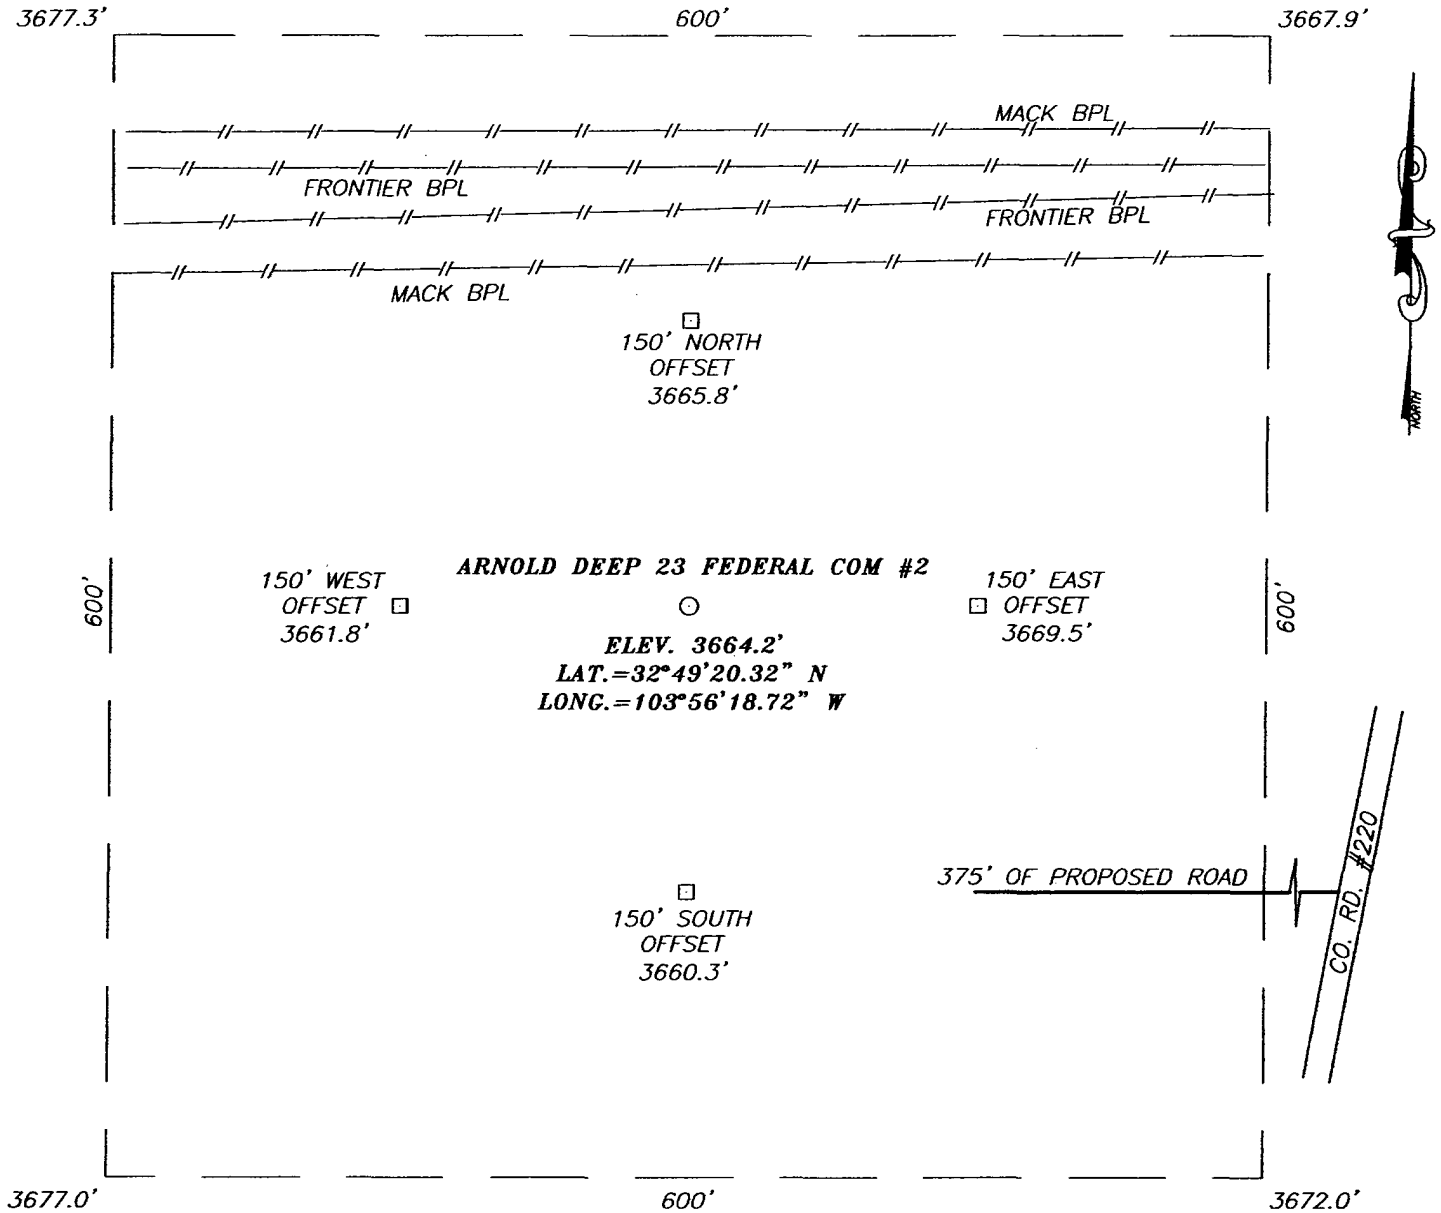 3677.3'
600'
3667.9'
MACK BPL
FRONTIER BPL
FRONTIER BPL
MACK BPL
NORTH
150' NORTH
OFFSET
3665.8'
600'
150' WEST
OFFSET
3661.8'
ARNOLD DEEP 23 FEDERAL COM #2
ELEV. 3664.2'
LAT.=32°49'20.32" N
LONG.=103°56'18.72" W
150' EAST
OFFSET
3669.5'
600'
375' OF PROPOSED ROAD
CO. RD. #220
150' SOUTH
OFFSET
3660.3'
3677.0'
600'
3672.0'